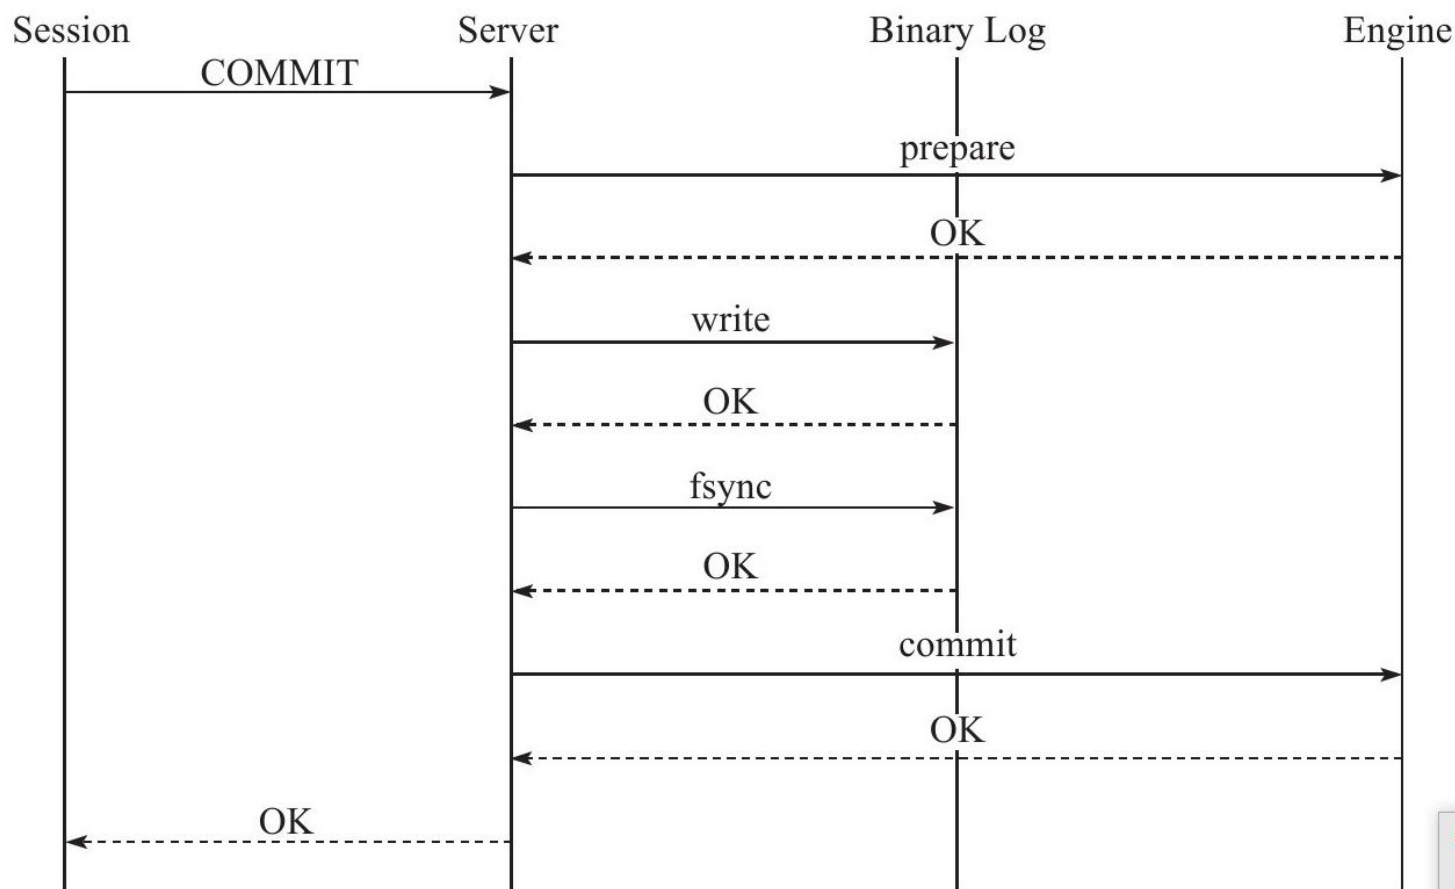 Session Server Binary Log Engine
COMMIT
prepare
OK
write
OK
fsync
OK
commit
OK
OK